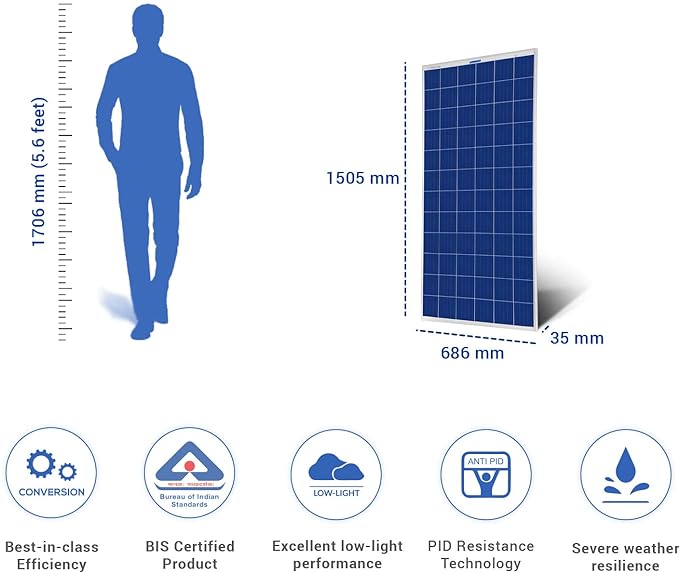 1706 mm (5.6 feet)
1505 mm
686 mm
35 mm
CONVERSION
Bureau of Indian
Standards
LOW-LIGHT
ANTI PID
Best-in-class
Efficiency
BIS Certified
Product
Excellent low-light
performance
PID Resistance
Technology
Severe weather
resilience